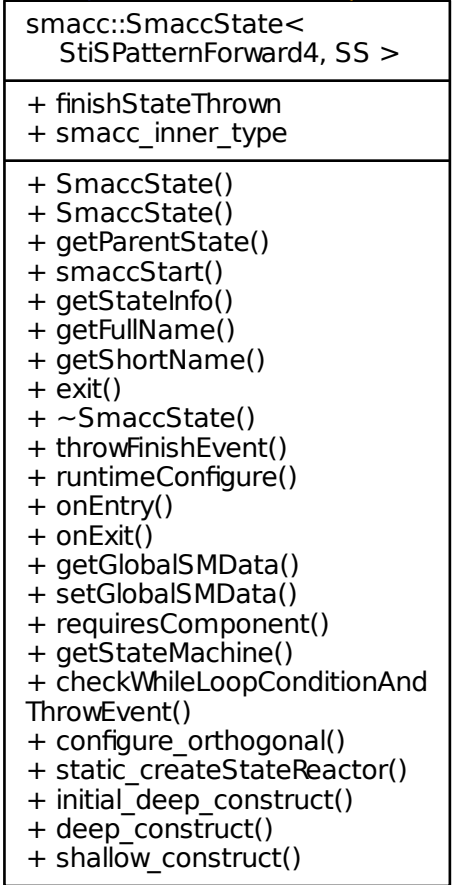 smacc::SmaccState<
StiSPatternForward4, SS >
+ finishStateThrown
+ smacc_inner_type
+ SmaccState()
+ SmaccState()
+ getParentState()
+ smaccStart()
+ getStateInfo()
+ getFullName()
+ getShortName()
+ exit()
+ ~SmaccState()
+ throwFinishEvent()
+ runtimeConfigure()
+ onEntry()
+ onExit()
+ getGlobalSMData()
+ setGlobalSMData()
+ requiresComponent()
+ getStateMachine()
+ checkWhileLoopConditionAnd
ThrowEvent()
+ configure_orthogonal()
+ static_createStateReactor()
+ initial_deep_construct()
+ deep_construct()
+ shallow_construct()